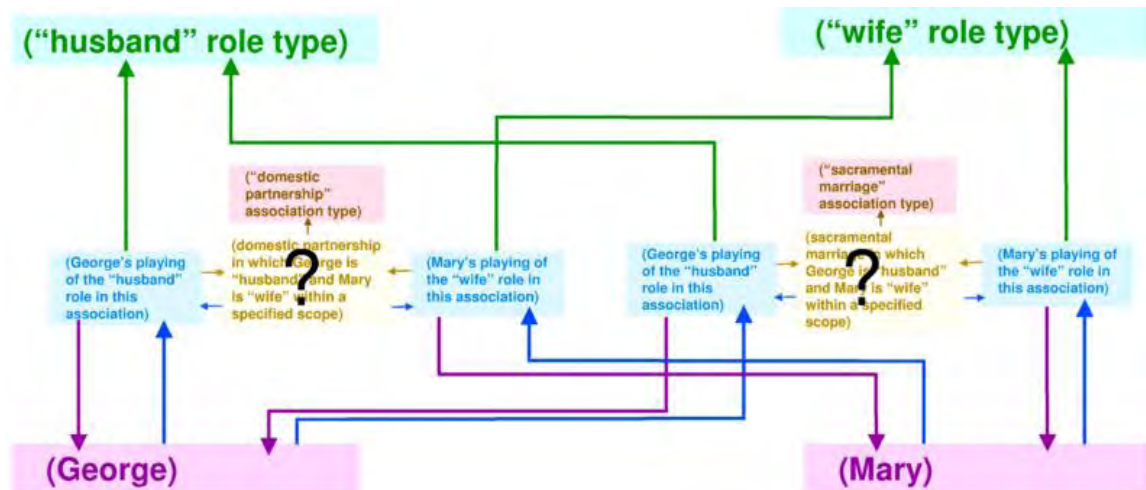 (“husband” role type)
(“wife” role type)
(“domestic
partnership”
association type)
(“sacramental
marriage”
association type)
(George’s playing
of the “husband”
role in this
association)
(domestic partnership
in which George is
“husband” and Mary
is “wife” within a
specified scope)
?
(Mary’s playing
of the “wife” role in
this association)
(George’s playing
of the “husband”
role in this
association)
(sacramental
marriage in which
George is “husband”
and Mary is “wife”
within a specified
scope)
?
(Mary’s playing of
the “wife” role in
this association)
(George)
(Mary)